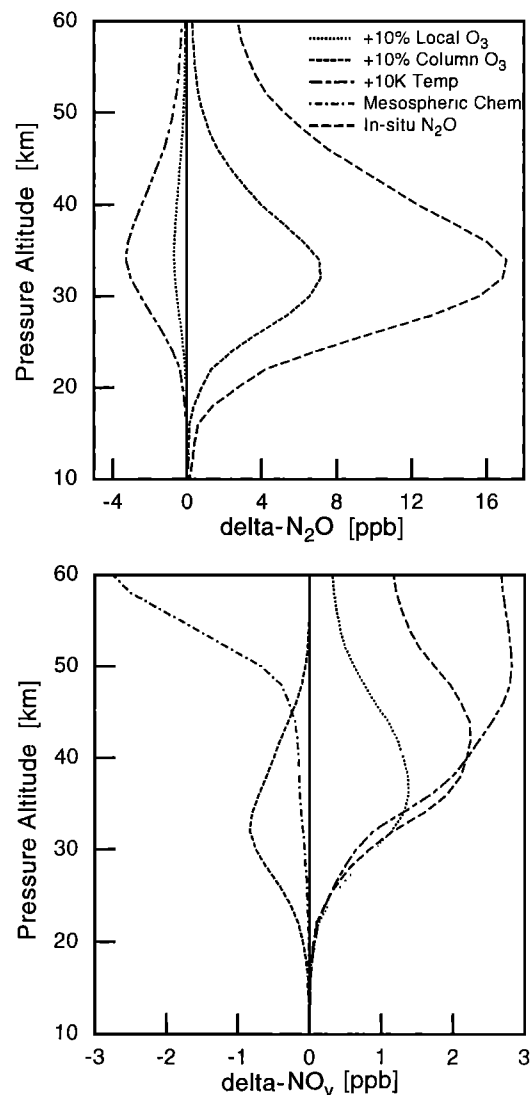 60
50
40
30
20
10
Pressure Altitude [km]
+10% Local O₃
+10% Column O₃
+10K Temp
Mesospheric Chem
In-situ N₂O
-4 0 4 8 12 16
delta-N₂O [ppb]
60
50
40
30
20
10
Pressure Altitude [km]
-3 -2 -1 0 1 2 3
delta-NOy [ppb]